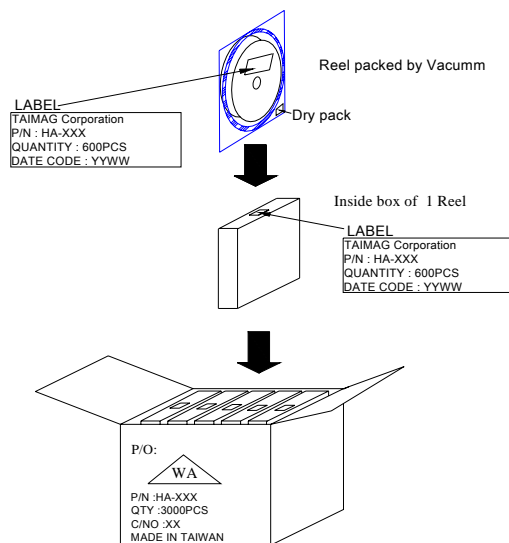 Reel packed by Vacumm
LABEL
TAIMAG Corporation
P/N : HA-XXX
QUANTITY : 600PCS
DATE CODE : YYWW
Dry pack
Inside box of 1 Reel
LABEL
TAIMAG Corporation
P/N : HA-XXX
QUANTITY : 600PCS
DATE CODE : YYWW
P/O:
WA
P/N :HA-XXX
QTY :3000PCS
C/NO :XX
MADE IN TAIWAN